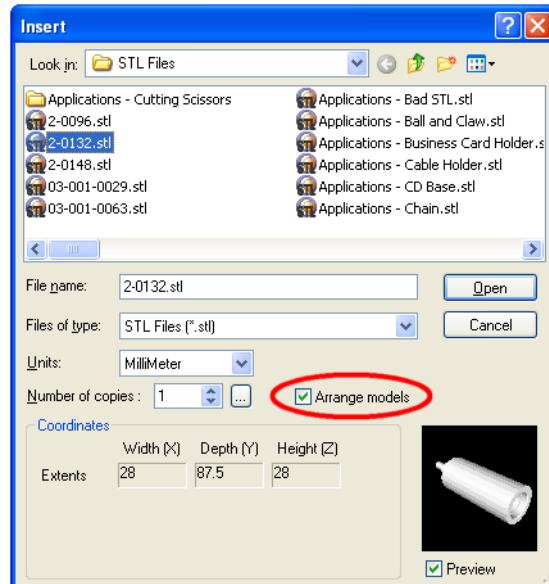 Insert
Look in: STL Files
Applications - Cutting Scissors
2-0096.stl
2-0132.stl
2-0148.stl
03-001-0029.stl
03-001-0063.stl
Applications - Bad STL.stl
Applications - Ball and Claw.stl
Applications - Business Card Holder.s
Applications - Cable Holder.stl
Applications - CD Base.stl
Applications - Chain.stl
File name: 2-0132.stl Open
Files of type: STL Files (*.stl) Cancel
Units: MilliMeter
Number of copies : 1 ... Arrange models
Coordinates
Width (X) Depth (Y) Height (Z)
Extents 28 87.5 28
Preview